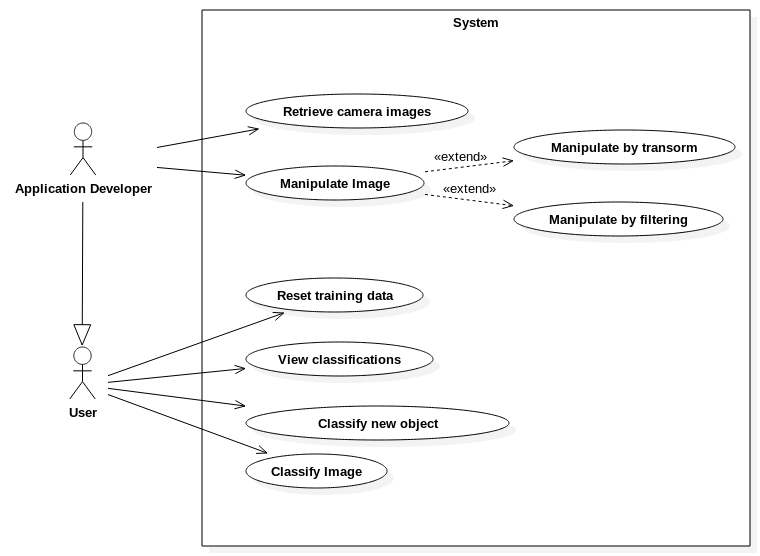 System
Retrieve camera images
Manipulate Image
«extend»
Manipulate by transorm
«extend»
Manipulate by filtering
Application Developer
Reset training data
View classifications
User
Classify new object
Classify Image